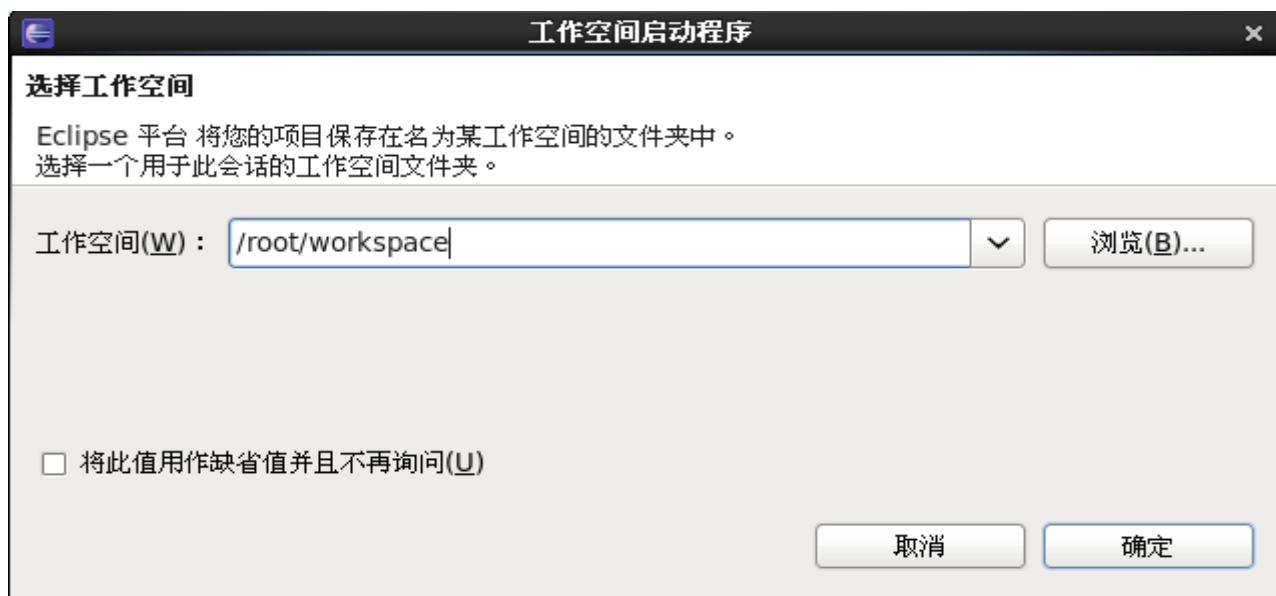 工作空间启动程序
选择工作空间
Eclipse 平台 将您的项目保存在名为某工作空间的文件夹中。
选择一个用于此会话的工作空间文件夹。
工作空间(W)： /root/workspace 浏览(B)...
将此值用作缺省值并且不再询问(U)
取消 确定